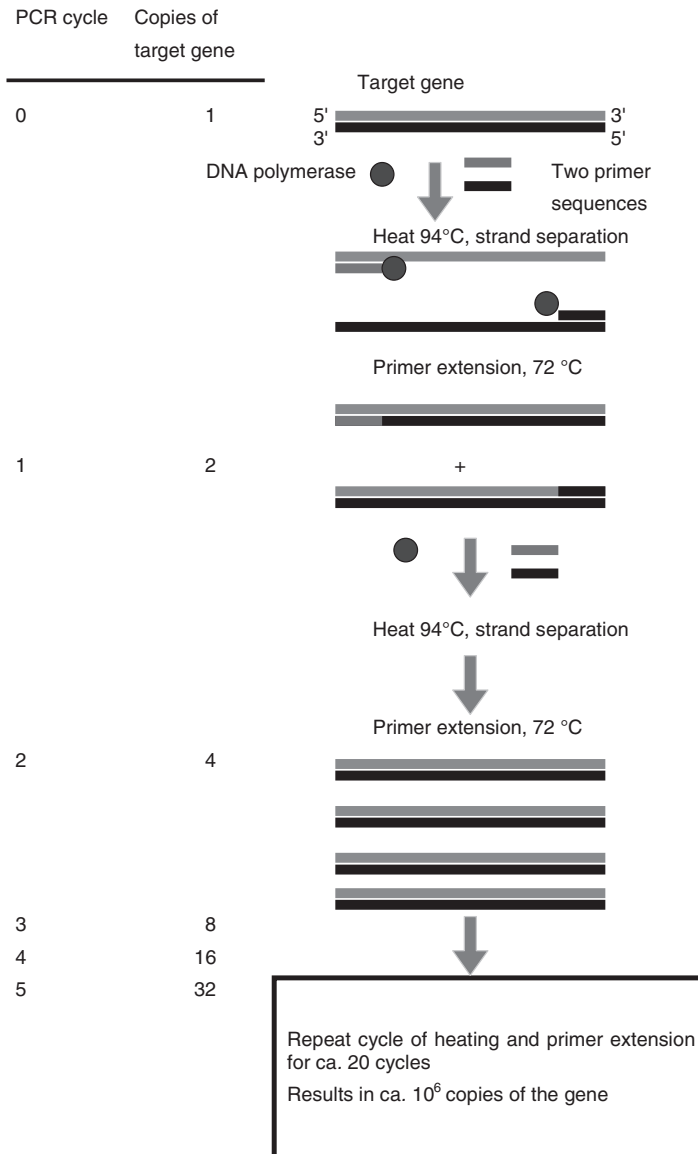 PCR cycle Copies of
target gene
Target gene
0 1 5' 3'
3' 5'
DNA polymerase Two primer
sequences
Heat 94°C, strand separation
Primer extension, 72 °C
1 2 +
Heat 94°C, strand separation
Primer extension, 72 °C
2 4
3 8
4 16
5 32
Repeat cycle of heating and primer extension
for ca. 20 cycles
Results in ca. 10⁶ copies of the gene